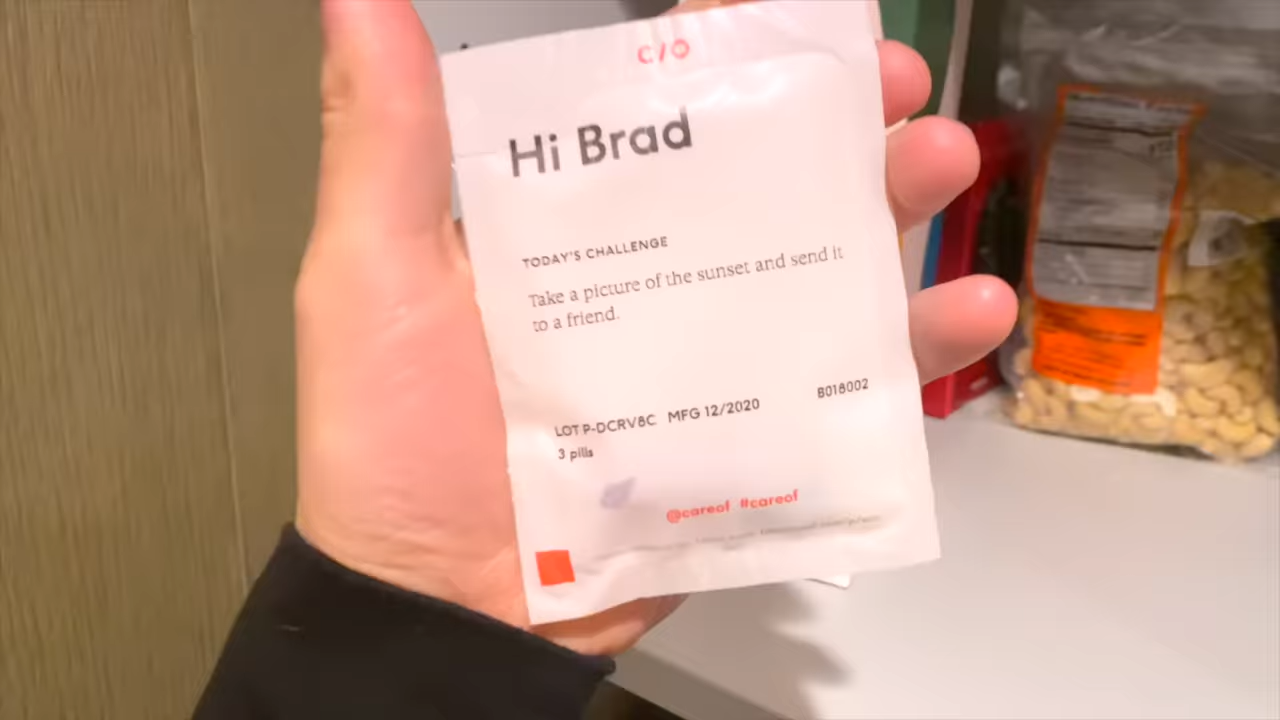 C/O
Hi Brad
TODAY'S CHALLENGE
Take a picture of the sunset and send it
to a friend.
LOT P-DCRV8C MFG 12/2020 B018002
3 pills
@careof #careof